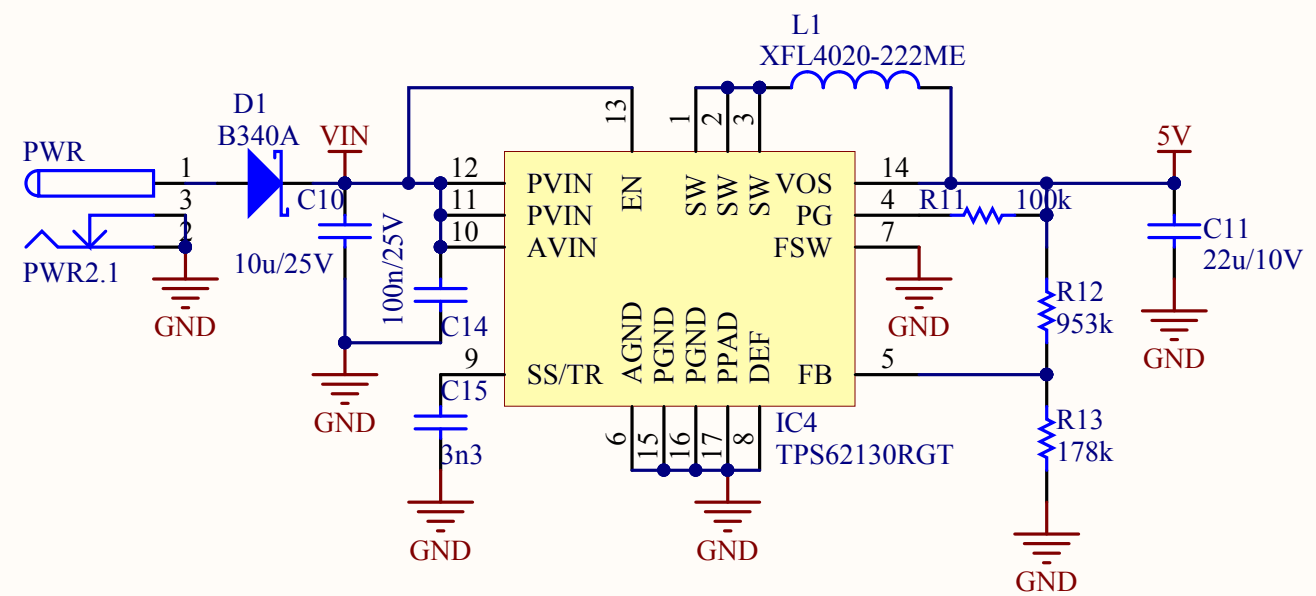 L1
XFL4020-222ME
D1
B340A
VIN
PWR
1
3
2
PWR2.1
GND
C10
10u/25V
100n/25V
C14
GND
C15
3n3
GND
13
1
2
3
12
11
10
9
PVIN
PVIN
AVIN
SS/TR
EN
SW
SW
SW
VOS
PG
FSW
FB
AGND
PGND
PGND
PPAD
DEF
6
15
16
17
8
IC4
TPS62130RGT
GND
14
4
7
5
R11
100k
GND
R12
953k
R13
178k
GND
5V
C11
22u/10V
GND